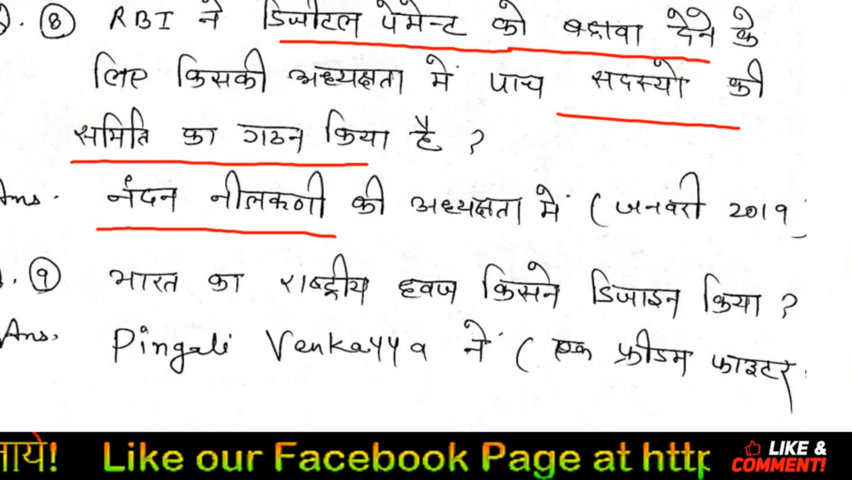 Q. ⑧ RBI ने डिजीटल पेमेन्ट को बढावा देने के
लिए किसकी अध्यक्षता में पाच सदस्यो की
समिति का गठन किया है ?
Ans. नंदन नीलकणी की अध्यक्षता में (जनवरी 2019)
. ⑨ भारत का राष्ट्रीय ध्वज किसने डिजाइन किया ?
Ans. Pingali Venkayya ने (एक फ्रीडम फाइटर
ायें! Like our Facebook Page at http
LIKE &
COMMENT!